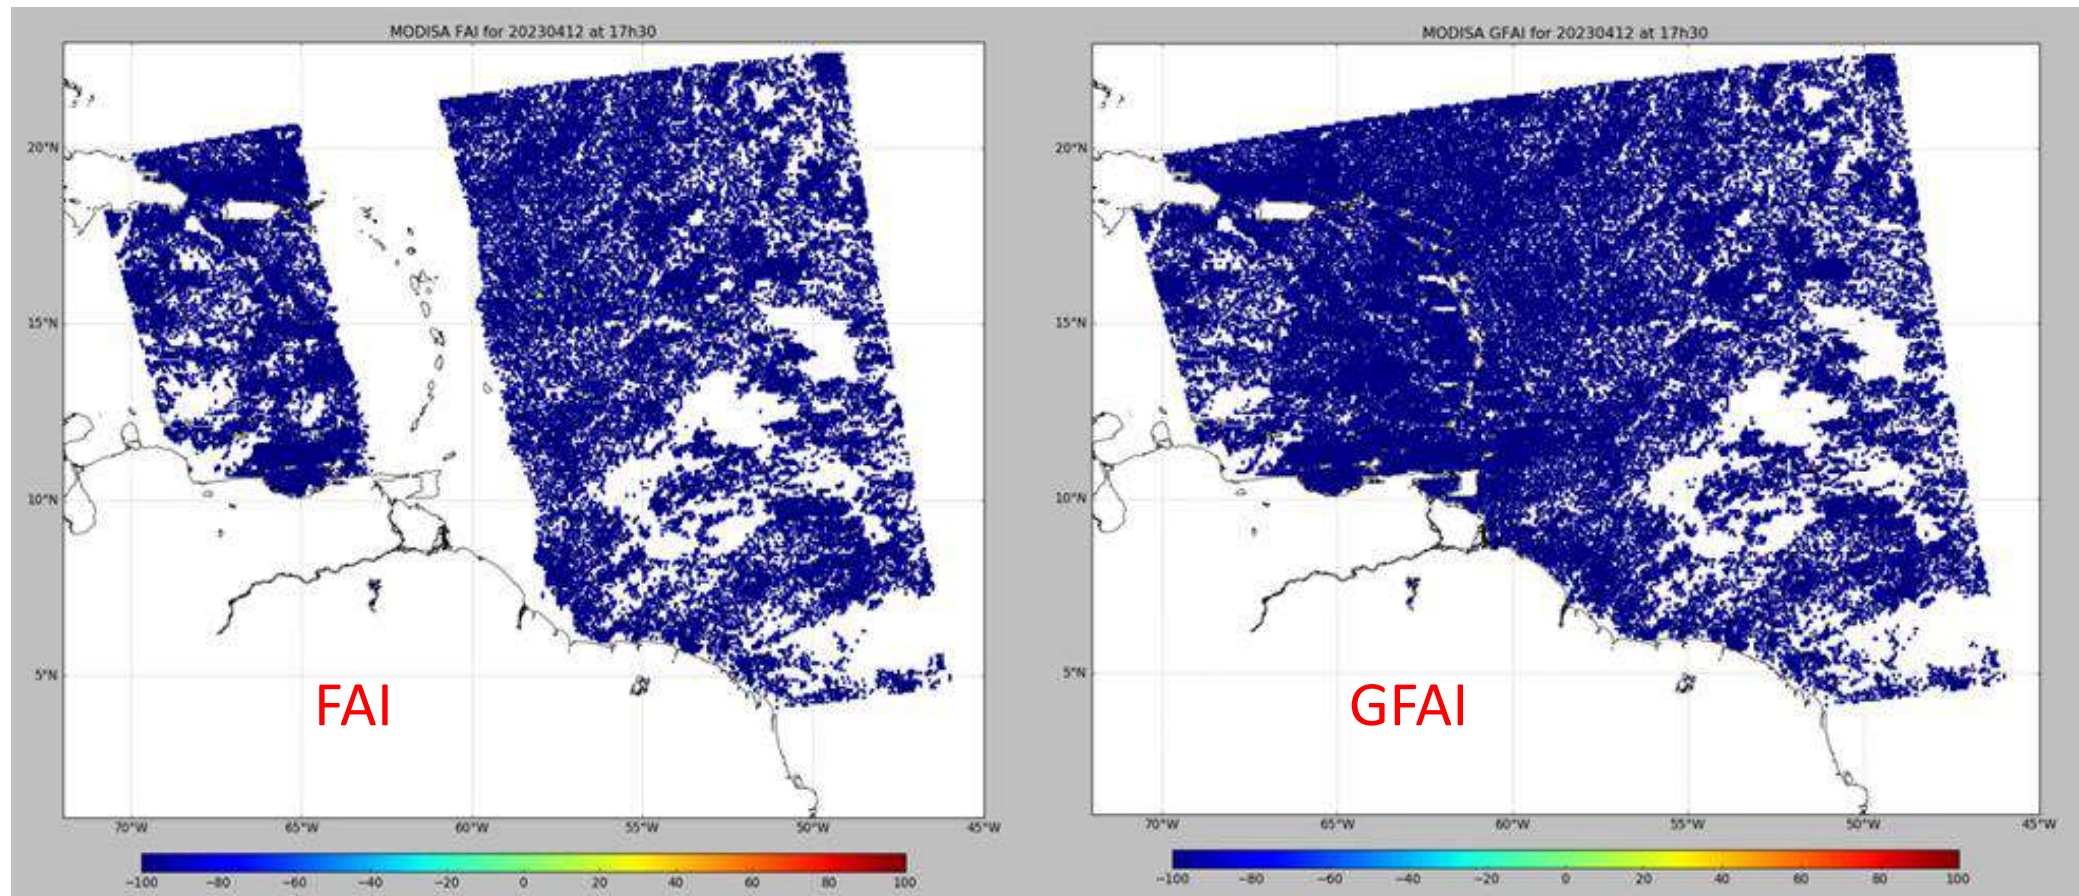 MODISA FAI for 20230412 at 17h30
20°N
15°N
10°N
5°N
FAI
70°W 65°W 60°W 55°W 50°W 45°W
−100 −80 −60 −40 −20 0 20 40 60 80 100
MODISA GFAI for 20230412 at 17h30
20°N
15°N
10°N
5°N
GFAI
70°W 65°W 60°W 55°W 50°W 45°W
−100 −80 −60 −40 −20 0 20 40 60 80 100